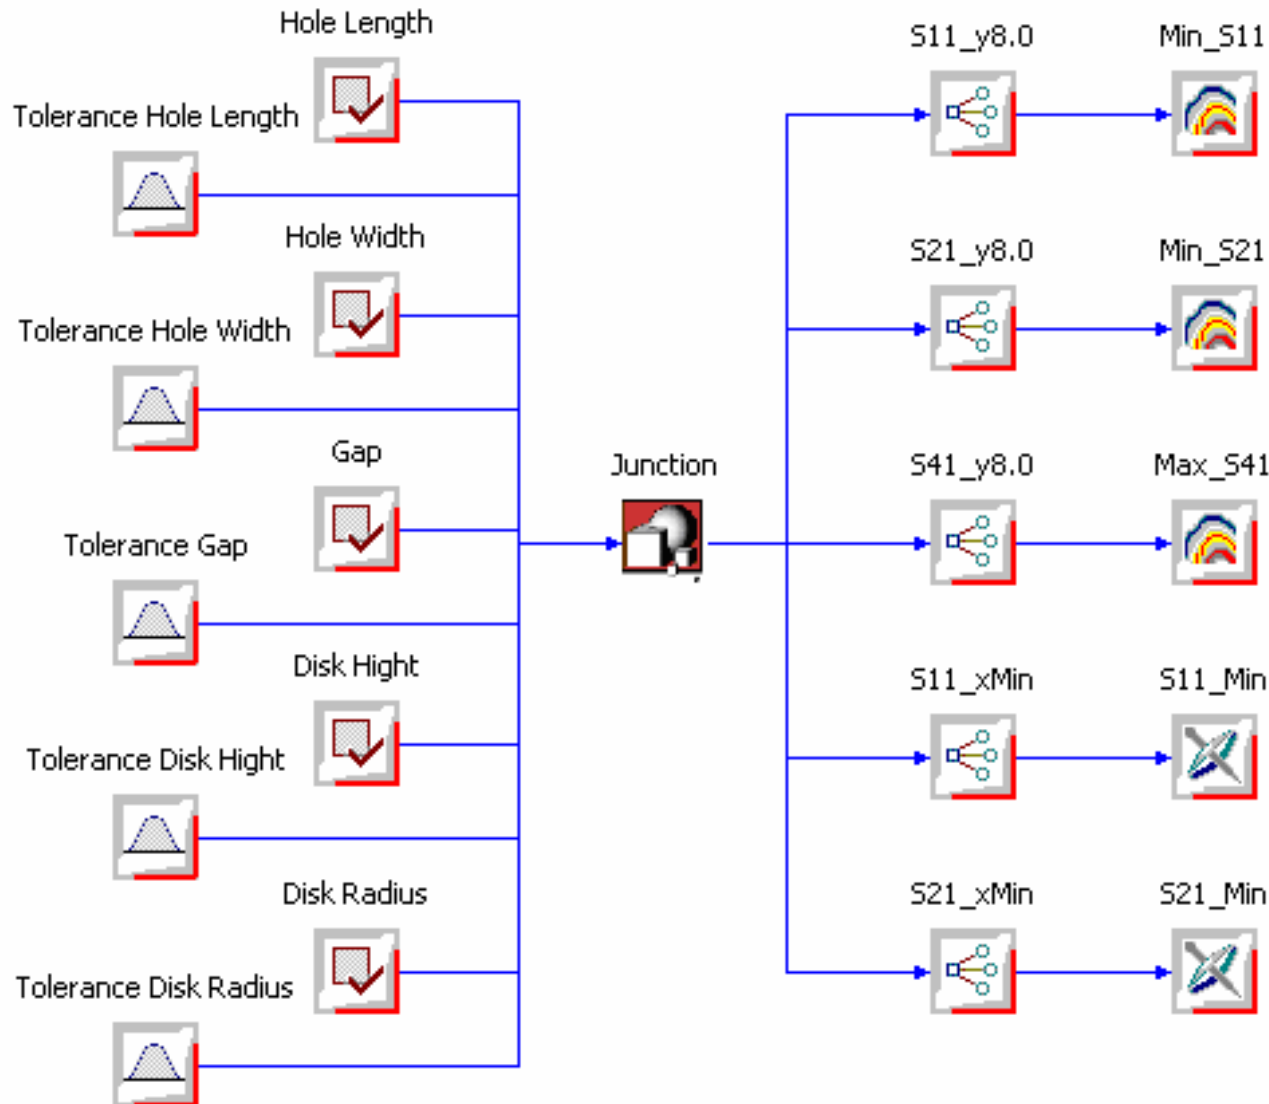 Hole Length
Tolerance Hole Length
Hole Width
Tolerance Hole Width
Gap
Tolerance Gap
Disk Hight
Tolerance Disk Hight
Disk Radius
Tolerance Disk Radius
Junction
S11_y8.0
Min_S11
S21_y8.0
Min_S21
S41_y8.0
Max_S41
S11_xMin
S11_Min
S21_xMin
S21_Min